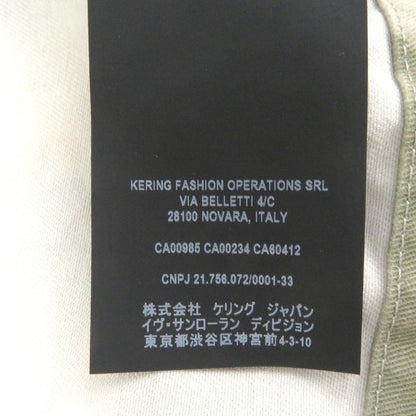 KERING FASHION OPERATIONS SRL
VIA BELLETTI 4/C
28100 NOVARA, ITALY
CA00985 CA00234 CA60412
CNPJ 21.756.072/0001-33
株式会社 ケリング ジャパン
イヴ・サンローラン ディビジョン
東京都渋谷区神宮前4-3-10